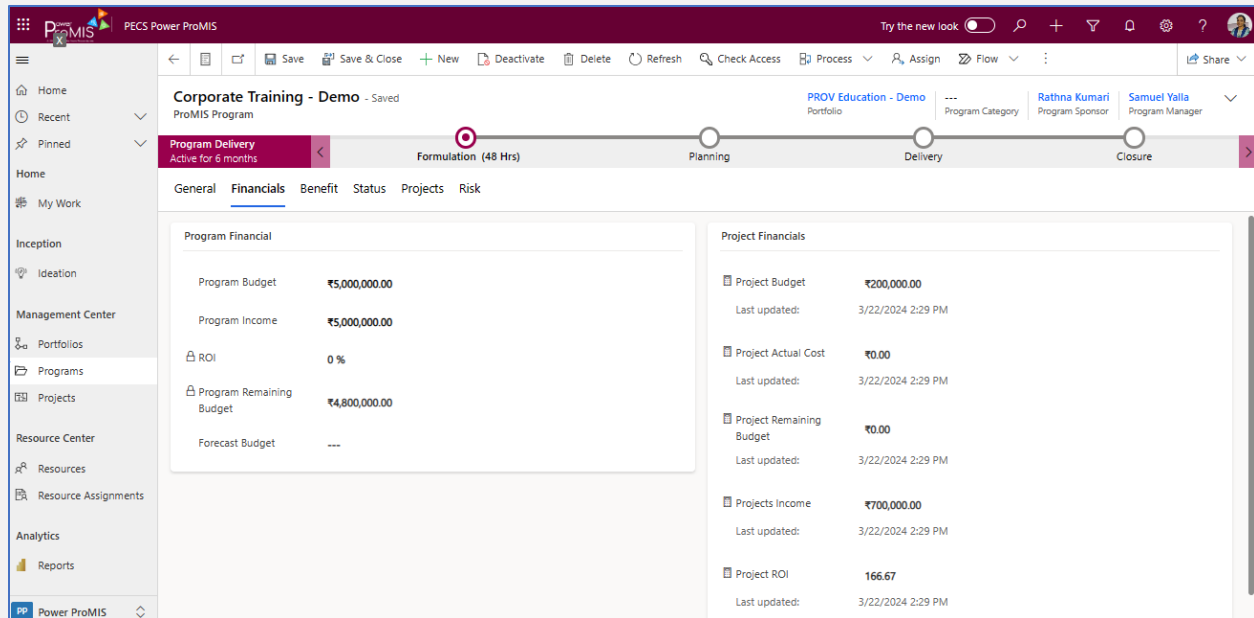 Power
ProMIS
X
PECS Power ProMIS
Try the new look
?
Save
Save & Close
New
Deactivate
Delete
Refresh
Check Access
Process
Assign
Flow
Share
Home
Recent
Pinned
Home
My Work
Inception
Ideation
Management Center
Portfolios
Programs
Projects
Resource Center
Resources
Resource Assignments
Analytics
Reports
PP Power ProMIS
Corporate Training - Demo - Saved
ProMIS Program
PROV Education - Demo
Portfolio
---
Program Category
Rathna Kumari
Program Sponsor
Samuel Yalla
Program Manager
Program Delivery
Active for 6 months
Formulation (48 Hrs)
Planning
Delivery
Closure
General Financials Benefit Status Projects Risk
Program Financial
Program Budget ₹5,000,000.00
Program Income ₹5,000,000.00
ROI 0 %
Program Remaining
Budget
₹4,800,000.00
Forecast Budget ---
Project Financials
Project Budget ₹200,000.00
Last updated: 3/22/2024 2:29 PM
Project Actual Cost ₹0.00
Last updated: 3/22/2024 2:29 PM
Project Remaining
Budget
₹0.00
Last updated: 3/22/2024 2:29 PM
Projects Income ₹700,000.00
Last updated: 3/22/2024 2:29 PM
Project ROI 166.67
Last updated: 3/22/2024 2:29 PM